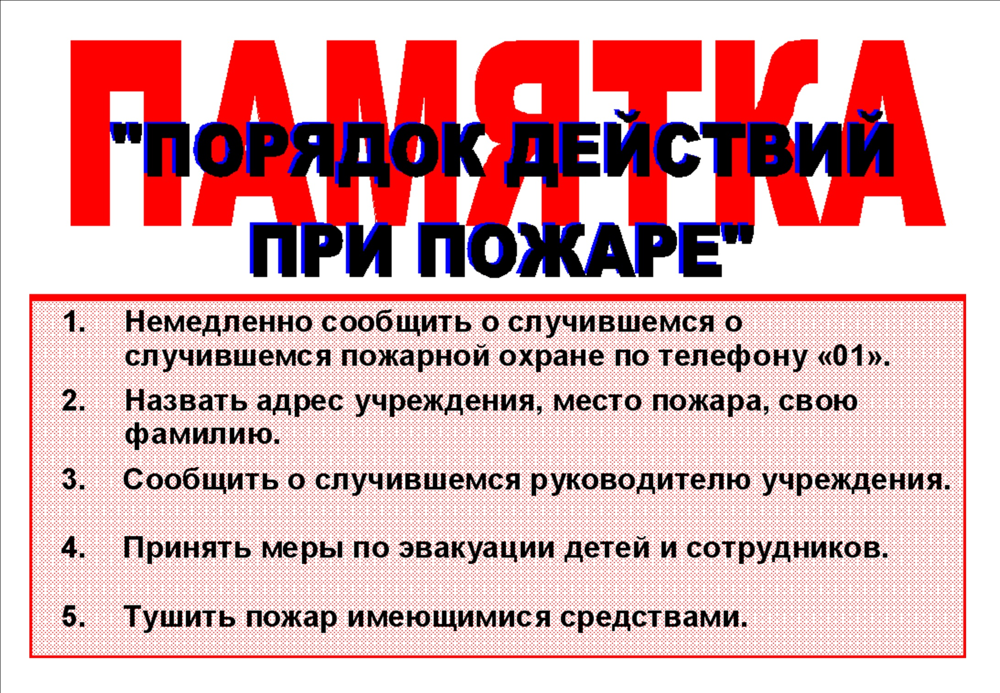 ПАМЯТКА
"ПОРЯДОК ДЕЙСТВИЙ
ПРИ ПОЖАРЕ"
1. Немедленно сообщить о случившемся о
случившемся пожарной охране по телефону «01».
2. Назвать адрес учреждения, место пожара, свою
фамилию.
3. Сообщить о случившемся руководителю учреждения.
4. Принять меры по эвакуации детей и сотрудников.
5. Тушить пожар имеющимися средствами.